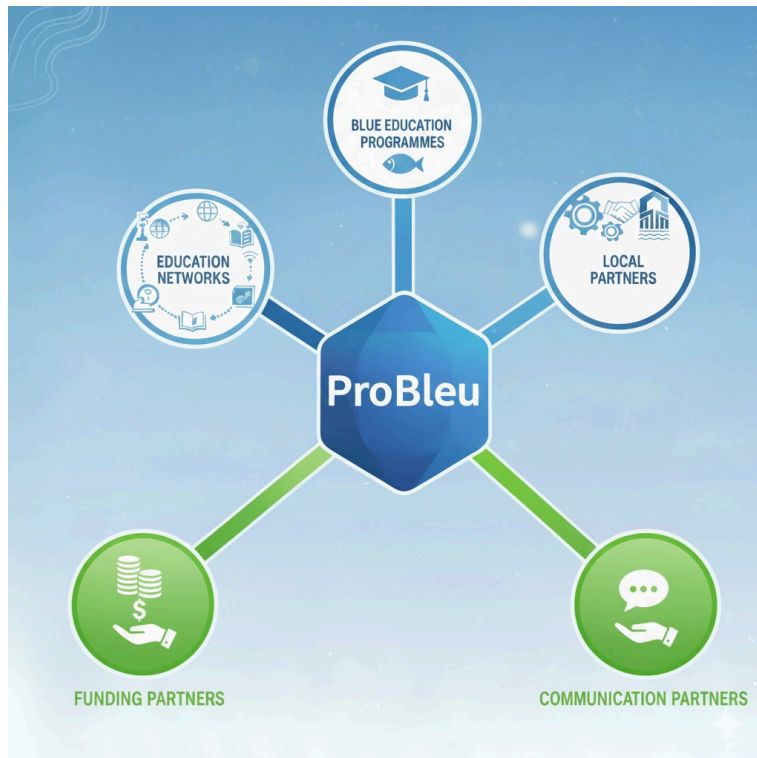 BLUE EDUCATION
PROGRAMMES
EDUCATION
NETWORKS
LOCAL
PARTNERS
ProBleu
$
FUNDING PARTNERS
COMMUNICATION PARTNERS